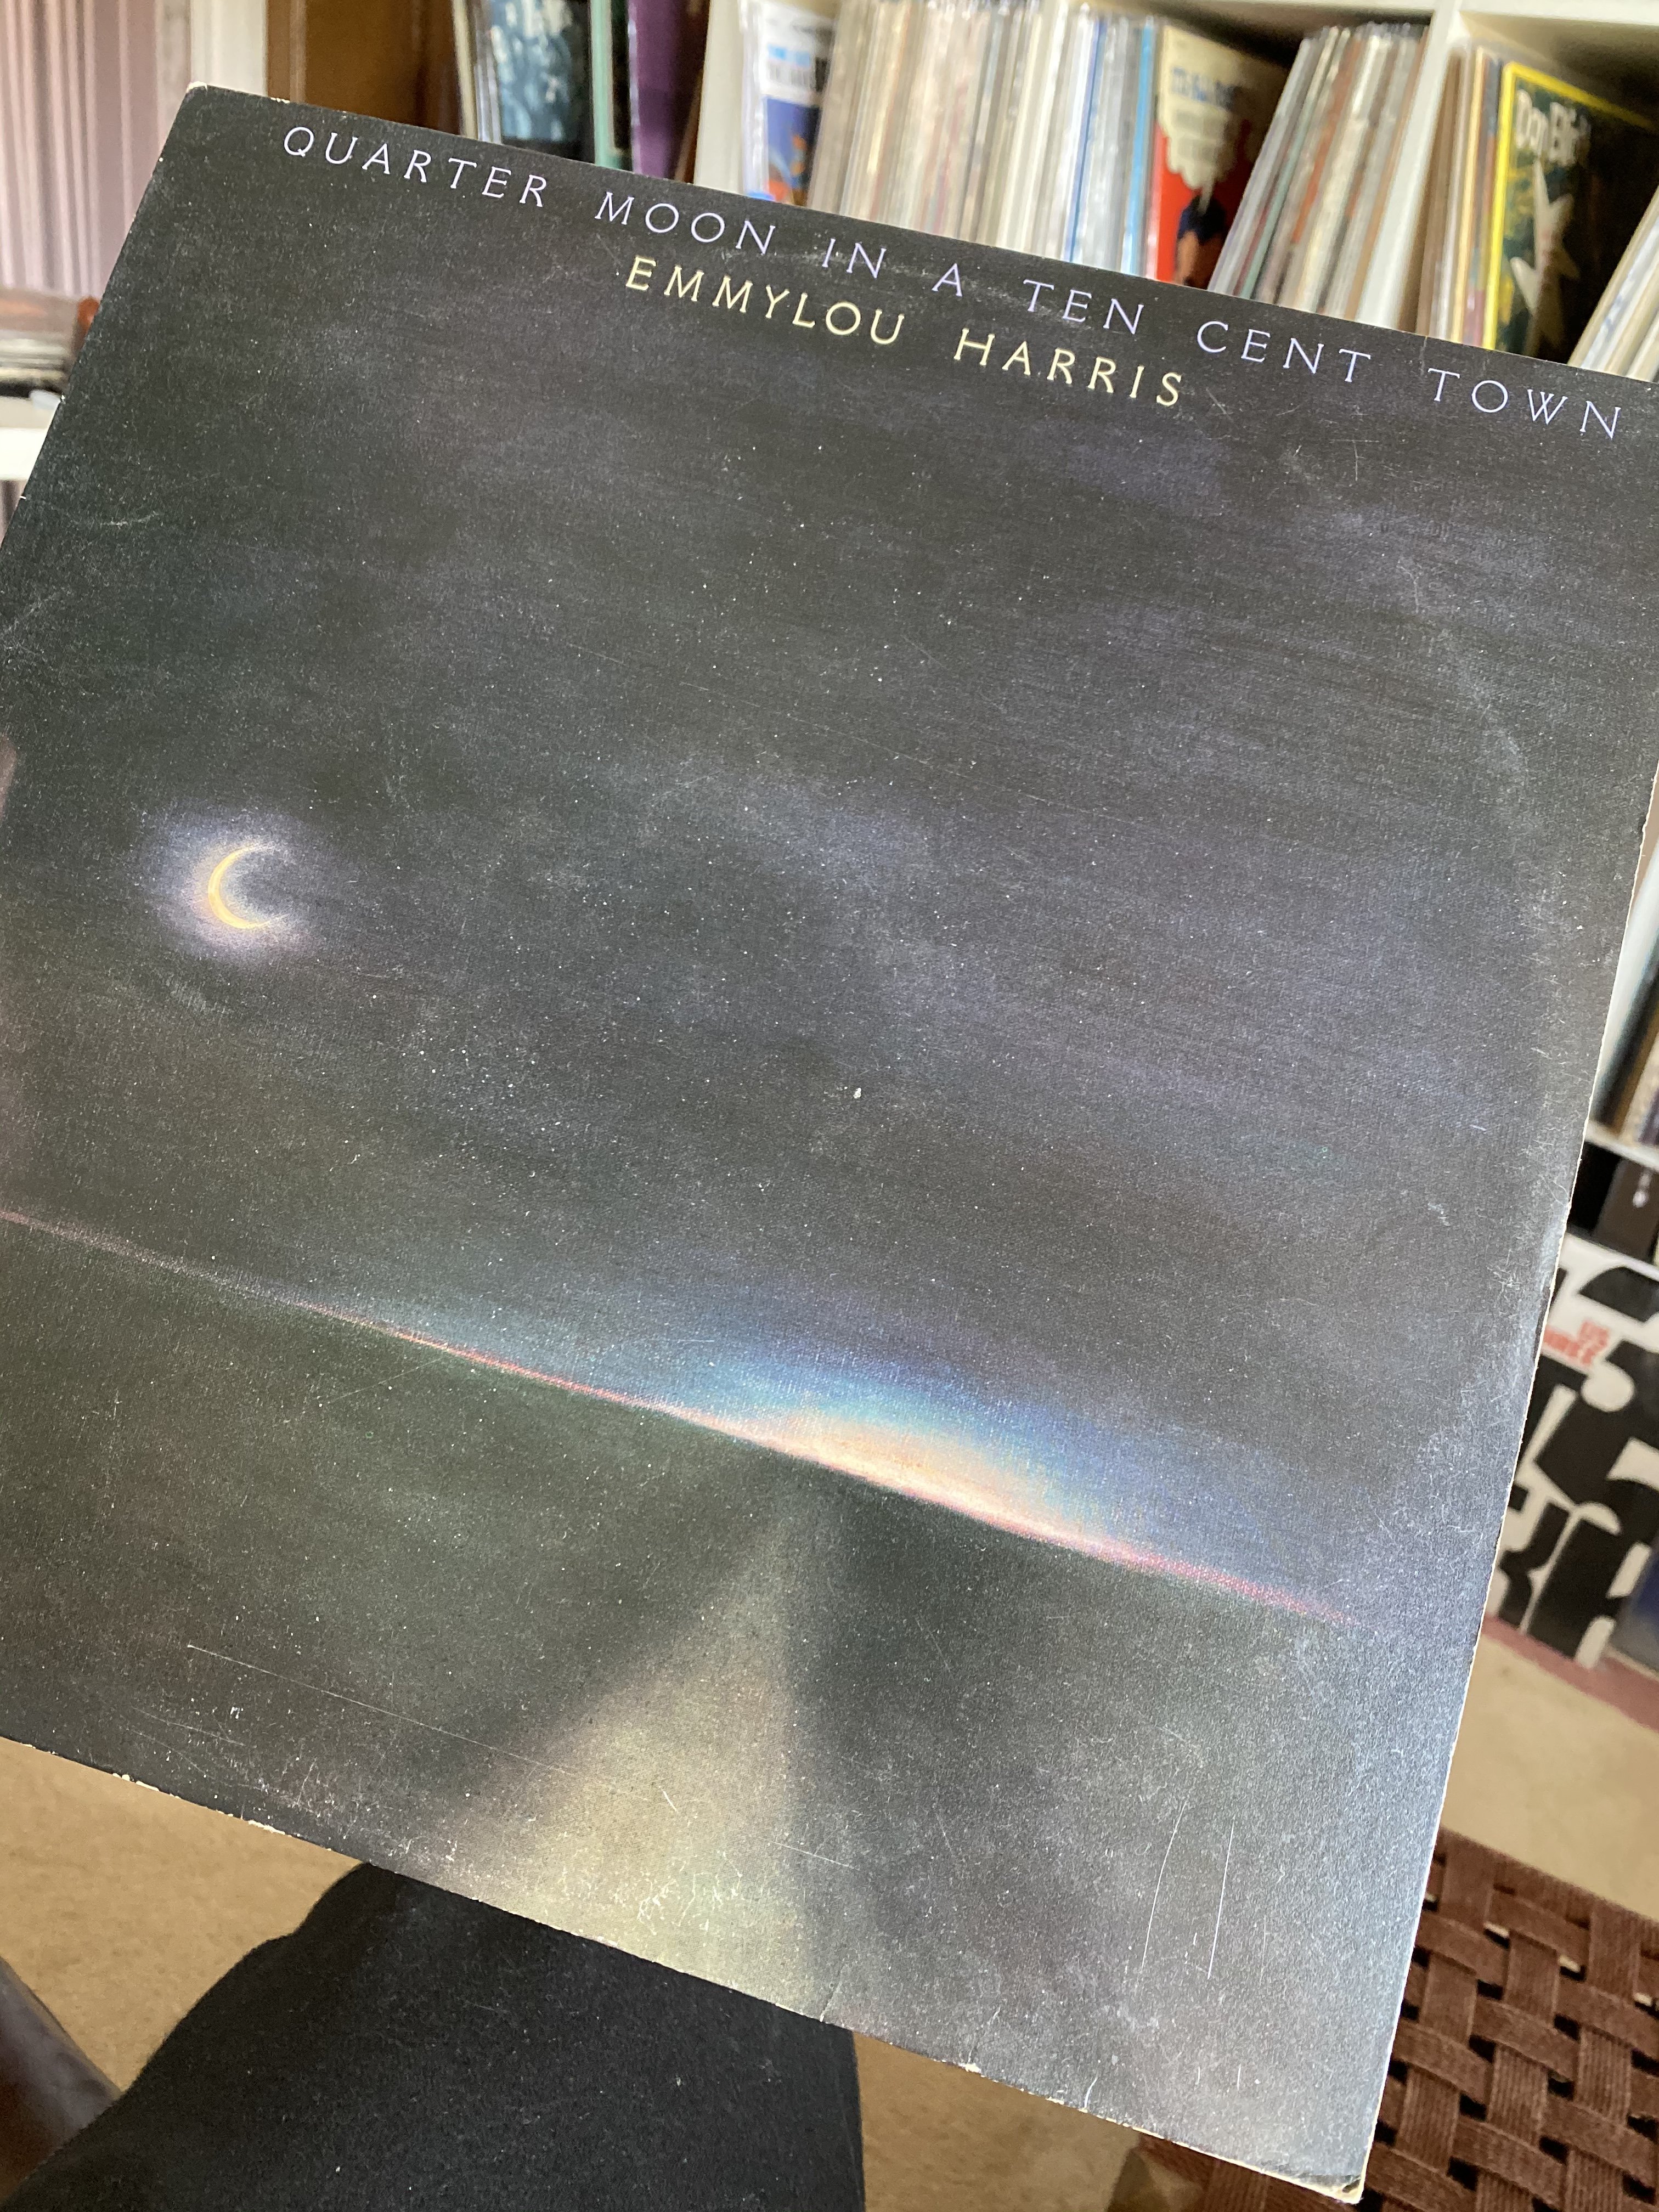 QUARTER MOON IN A TEN CENT TOWN
EMMYLOU HARRIS